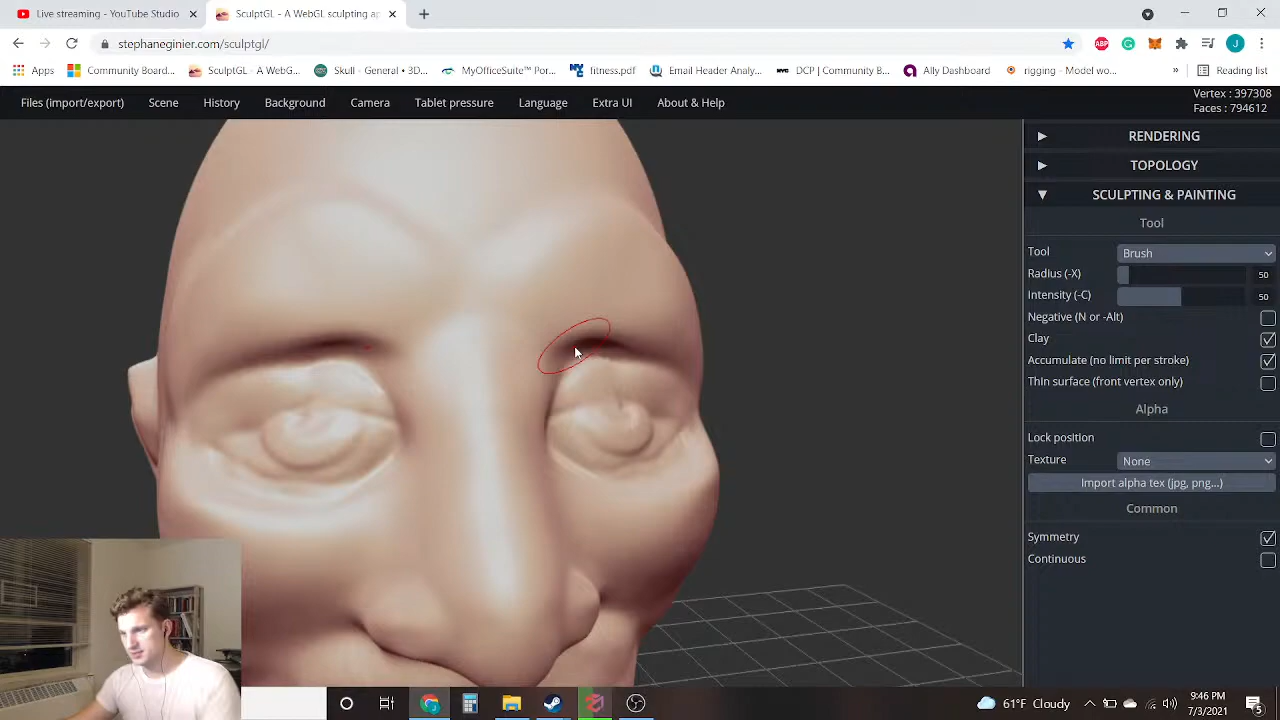 Live streaming - YouTube Studio
SculptGL - A WebGL sculpting ap
stephaneginier.com/sculptgl/
ABP
J
Apps
Community Board...
SculptGL - A WebG...
Skull - General • 3D...
MyOfficeSuite™ Por...
fitness.pdf
Email Header Analy...
DCP | Community B...
Ally Dashboard
rigging - Model wo...
»
Reading list
Files (import/export)
Scene
History
Background
Camera
Tablet pressure
Language
Extra UI
About & Help
Vertex : 397308
Faces : 794612
RENDERING
TOPOLOGY
SCULPTING & PAINTING
Tool
Tool
Brush
Radius (-X)
50
Intensity (-C)
50
Negative (N or -Alt)
Clay
Accumulate (no limit per stroke)
Thin surface (front vertex only)
Alpha
Lock position
Texture
None
Import alpha tex (jpg, png...)
Common
Symmetry
Continuous
61°F Cloudy
9:46 PM
7/3/2021
5